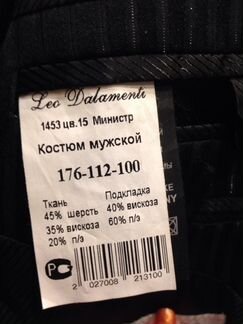 Leo Dalamenti
1453 цв.15 Министр
Костюм мужской
176-112-100
Ткань Подкладка
45% шерсть 40% вискоза
35% вискоза 60% п/э
20% п/э
2 027008 213100